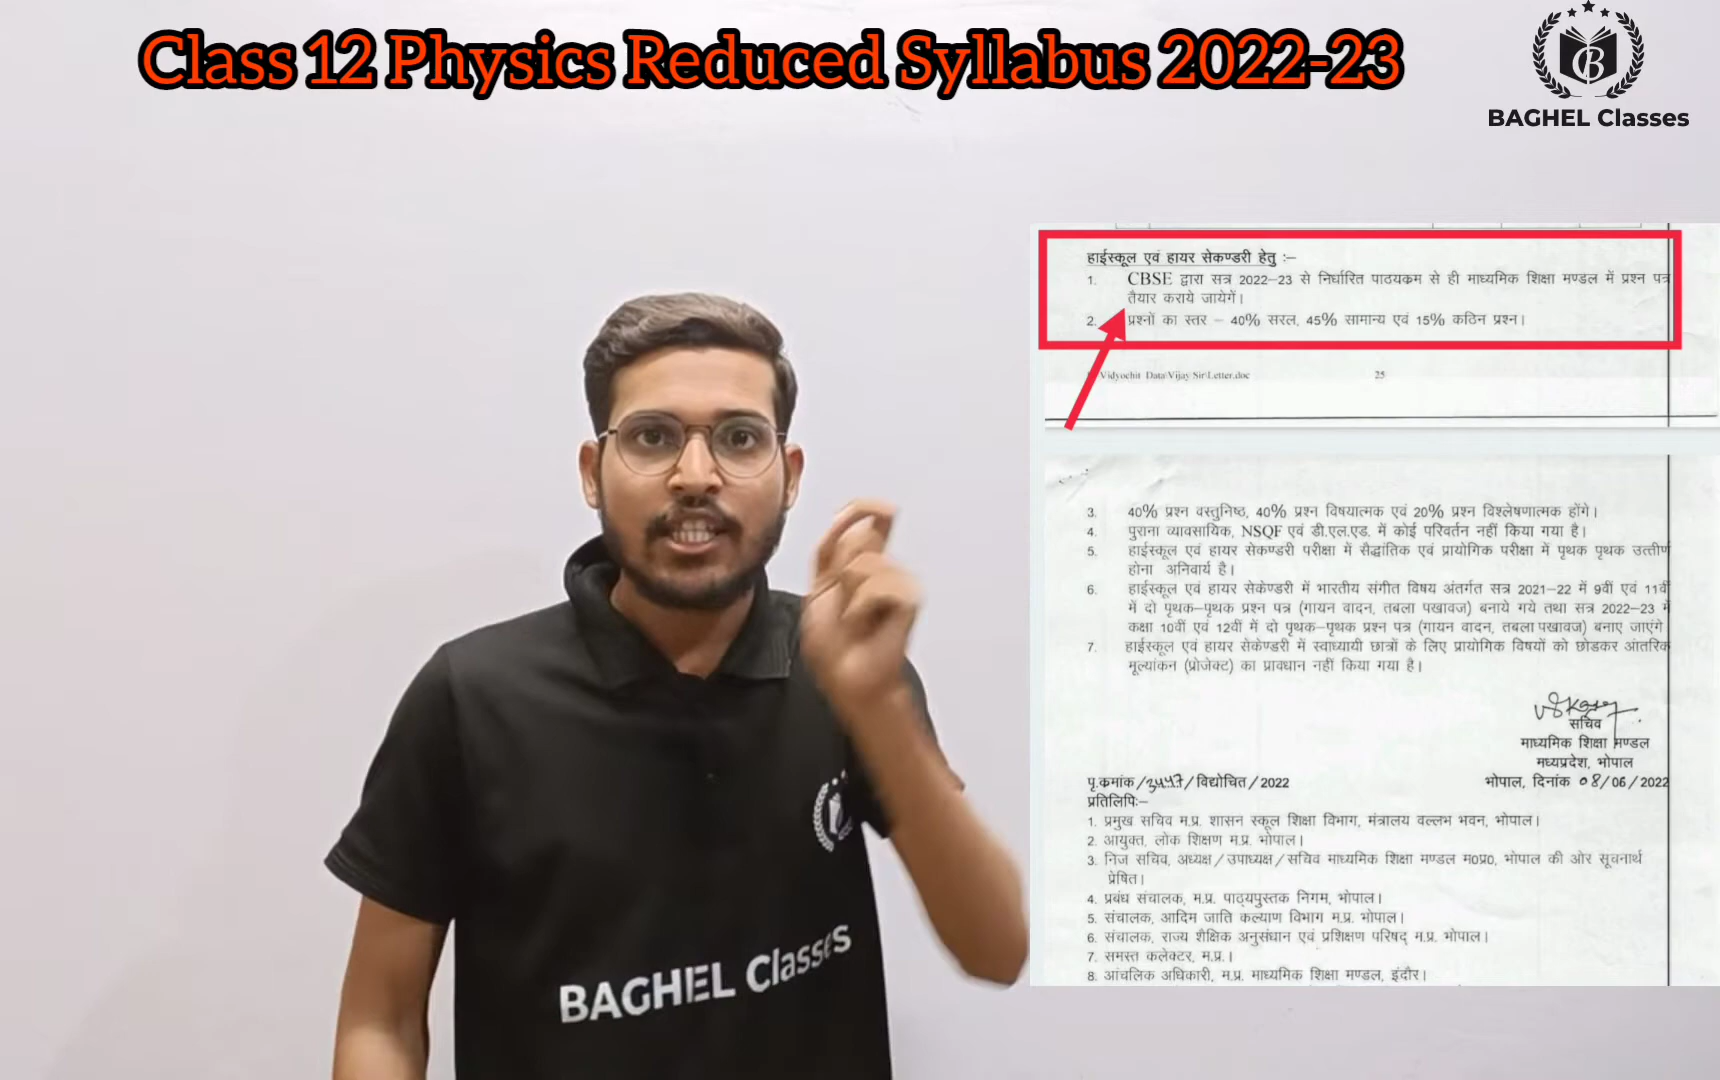 Class 12 Physics Reduced Syllabus 2022-23
BAGHEL Classes
हाईस्कूल एवं हायर सेकण्डरी हेतु :–
1. CBSE द्वारा सत्र 2022–23 से निर्धारित पाठयक्रम से ही माध्यमिक शिक्षा मण्डल में प्रश्न पत्र
तैयार कराये जायेगें।
2. प्रश्नों का स्तर – 40% सरल, 45% सामान्य एवं 15% कठिन प्रश्न।
Vidyochit Data\Vijay Sir\Letter.doc 25
3. 40% प्रश्न वस्तुनिष्ठ, 40% प्रश्न विषयात्मक एवं 20% प्रश्न विश्लेषणात्मक होंगे।
4. पुराना व्यावसायिक, NSQF एवं डी.एल.एड. में कोई परिवर्तन नहीं किया गया है।
5. हाईस्कूल एवं हायर सेकण्डरी परीक्षा में सैद्धांतिक एवं प्रायोगिक परीक्षा में पृथक पृथक उत्तीर्ण
होना अनिवार्य है।
6. हाईस्कूल एवं हायर सेकेण्डरी में भारतीय संगीत विषय अंतर्गत सत्र 2021–22 में 9वीं एवं 11वीं
में दो पृथक–पृथक प्रश्न पत्र (गायन वादन, तबला पखावज) बनाये गये तथा सत्र 2022–23 में
कक्षा 10वीं एवं 12वीं में दो पृथक–पृथक प्रश्न पत्र (गायन वादन, तबला पखावज) बनाए जाएंगे
7. हाईस्कूल एवं हायर सेकेण्डरी में स्वाध्यायी छात्रों के लिए प्रायोगिक विषयों को छोडकर आंतरिक
मूल्यांकन (प्रोजेक्ट) का प्रावधान नहीं किया गया है।
सचिव
माध्यमिक शिक्षा मण्डल
मध्यप्रदेश, भोपाल
पृ.क्रमांक / / विद्योचित / 2022 भोपाल, दिनांक 08/06/2022
प्रतिलिपिः–
1. प्रमुख सचिव म.प्र. शासन स्कूल शिक्षा विभाग, मंत्रालय वल्लभ भवन, भोपाल।
2. आयुक्त, लोक शिक्षण म.प्र. भोपाल।
3. निज सचिव, अध्यक्ष / उपाध्यक्ष / सचिव माध्यमिक शिक्षा मण्डल म0प्र0, भोपाल की ओर सूचनार्थ
प्रेषित।
4. प्रबंध संचालक, म.प्र. पाठ्यपुस्तक निगम, भोपाल।
5. संचालक, आदिम जाति कल्याण विभाग म.प्र. भोपाल।
6. संचालक, राज्य शैक्षिक अनुसंधान एवं प्रशिक्षण परिषद् म.प्र. भोपाल।
7. समस्त कलेक्टर, म.प्र.।
8. आंचलिक अधिकारी, म.प्र. माध्यमिक शिक्षा मण्डल, इंदौर।
BAGHEL Classes